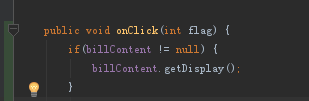 public void onClick(int flag) {
if(billContent != null) {
billContent.getDisplay();
}